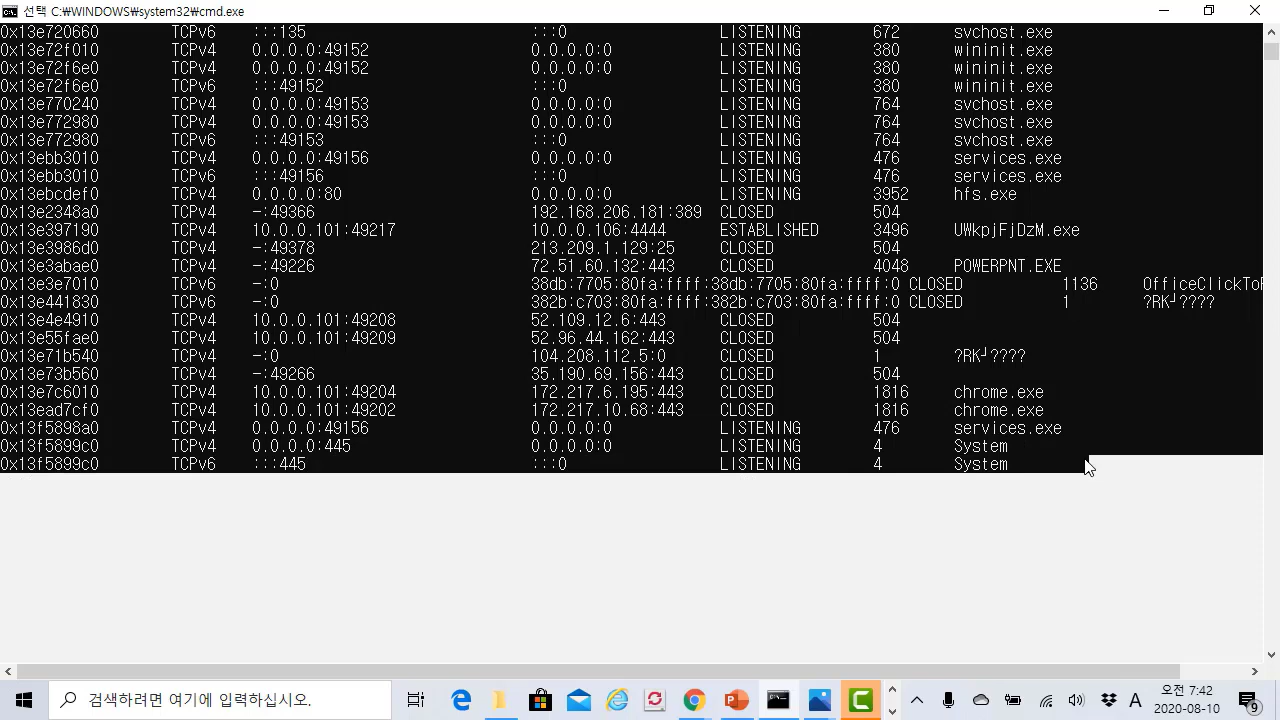 선택 C:₩WINDOWS₩system32₩cmd.exe
0x13e720660 TCPv6 :::135 :::0 LISTENING 672 svchost.exe
0x13e72f010 TCPv4 0.0.0.0:49152 0.0.0.0:0 LISTENING 380 wininit.exe
0x13e72f6e0 TCPv4 0.0.0.0:49152 0.0.0.0:0 LISTENING 380 wininit.exe
0x13e72f6e0 TCPv6 :::49152 :::0 LISTENING 380 wininit.exe
0x13e770240 TCPv4 0.0.0.0:49153 0.0.0.0:0 LISTENING 764 svchost.exe
0x13e772980 TCPv4 0.0.0.0:49153 0.0.0.0:0 LISTENING 764 svchost.exe
0x13e772980 TCPv6 :::49153 :::0 LISTENING 764 svchost.exe
0x13ebb3010 TCPv4 0.0.0.0:49156 0.0.0.0:0 LISTENING 476 services.exe
0x13ebb3010 TCPv6 :::49156 :::0 LISTENING 476 services.exe
0x13ebcdef0 TCPv4 0.0.0.0:80 0.0.0.0:0 LISTENING 3952 hfs.exe
0x13e2348a0 TCPv4 -:49366 192.168.206.181:389 CLOSED 504
0x13e397190 TCPv4 10.0.0.101:49217 10.0.0.106:4444 ESTABLISHED 3496 UWkpjFjDzM.exe
0x13e3986d0 TCPv4 -:49378 213.209.1.129:25 CLOSED 504
0x13e3abae0 TCPv4 -:49226 72.51.60.132:443 CLOSED 4048 POWERPNT.EXE
0x13e3e7010 TCPv6 -:0 38db:7705:80fa:ffff:38db:7705:80fa:ffff:0 CLOSED 1136 OfficeClickToR
0x13e441830 TCPv6 -:0 382b:c703:80fa:ffff:382b:c703:80fa:ffff:0 CLOSED 1 ?RK┘????
0x13e4e4910 TCPv4 10.0.0.101:49208 52.109.12.6:443 CLOSED 504
0x13e55fae0 TCPv4 10.0.0.101:49209 52.96.44.162:443 CLOSED 504
0x13e71b540 TCPv4 -:0 104.208.112.5:0 CLOSED 1 ?RK┘????
0x13e73b560 TCPv4 -:49266 35.190.69.156:443 CLOSED 504
0x13e7c6010 TCPv4 10.0.0.101:49204 172.217.6.195:443 CLOSED 1816 chrome.exe
0x13ead7cf0 TCPv4 10.0.0.101:49202 172.217.10.68:443 CLOSED 1816 chrome.exe
0x13f5898a0 TCPv4 0.0.0.0:49156 0.0.0.0:0 LISTENING 476 services.exe
0x13f5899c0 TCPv4 0.0.0.0:445 0.0.0.0:0 LISTENING 4 System
0x13f5899c0 TCPv6 :::445 :::0 LISTENING 4 System
검색하려면 여기에 입력하십시오.
A
오전 7:42
2020-08-10
9